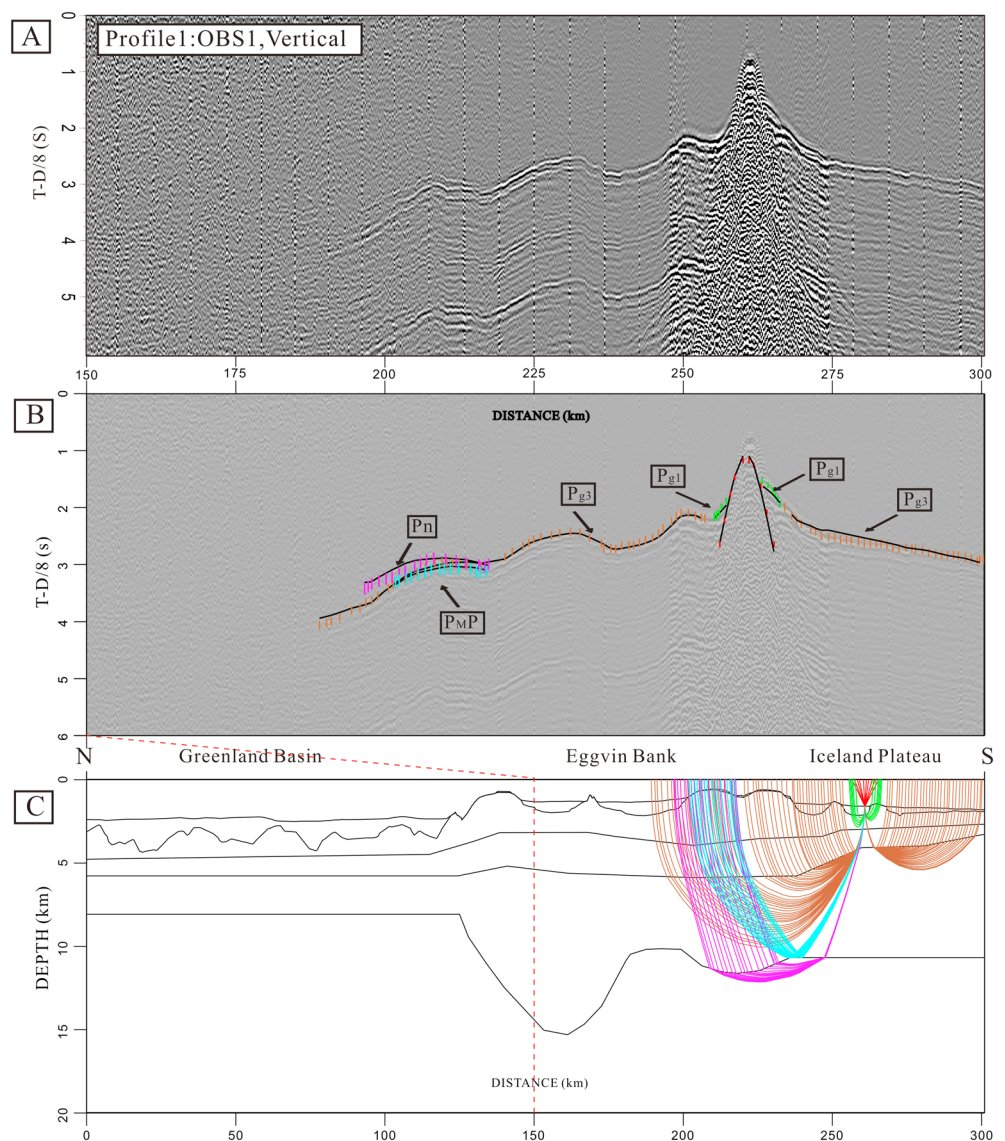 A
Profile1:OBS1,Vertical
T-D/8 (S)
0
1
2
3
4
5
150
175
200
225
250
275
300
B
DISTANCE (km)
T-D/8 (s)
0
1
2
3
4
5
6
Pn
PMP
Pg3
Pg1
Pg1
Pg3
N
Greenland Basin
Eggvin Bank
Iceland Plateau
S
C
DEPTH (km)
0
5
10
15
20
DISTANCE (km)
0
50
100
150
200
250
300